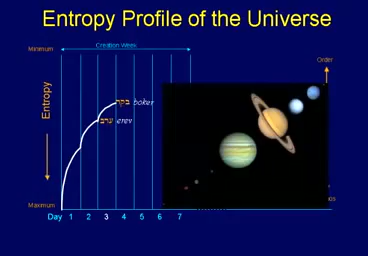 Entropy Profile of the Universe
Creation Week
Minimum
Order
Entropy
בקר boker
ערב erev
Maximum
Day 1 2 3 4 5 6 7